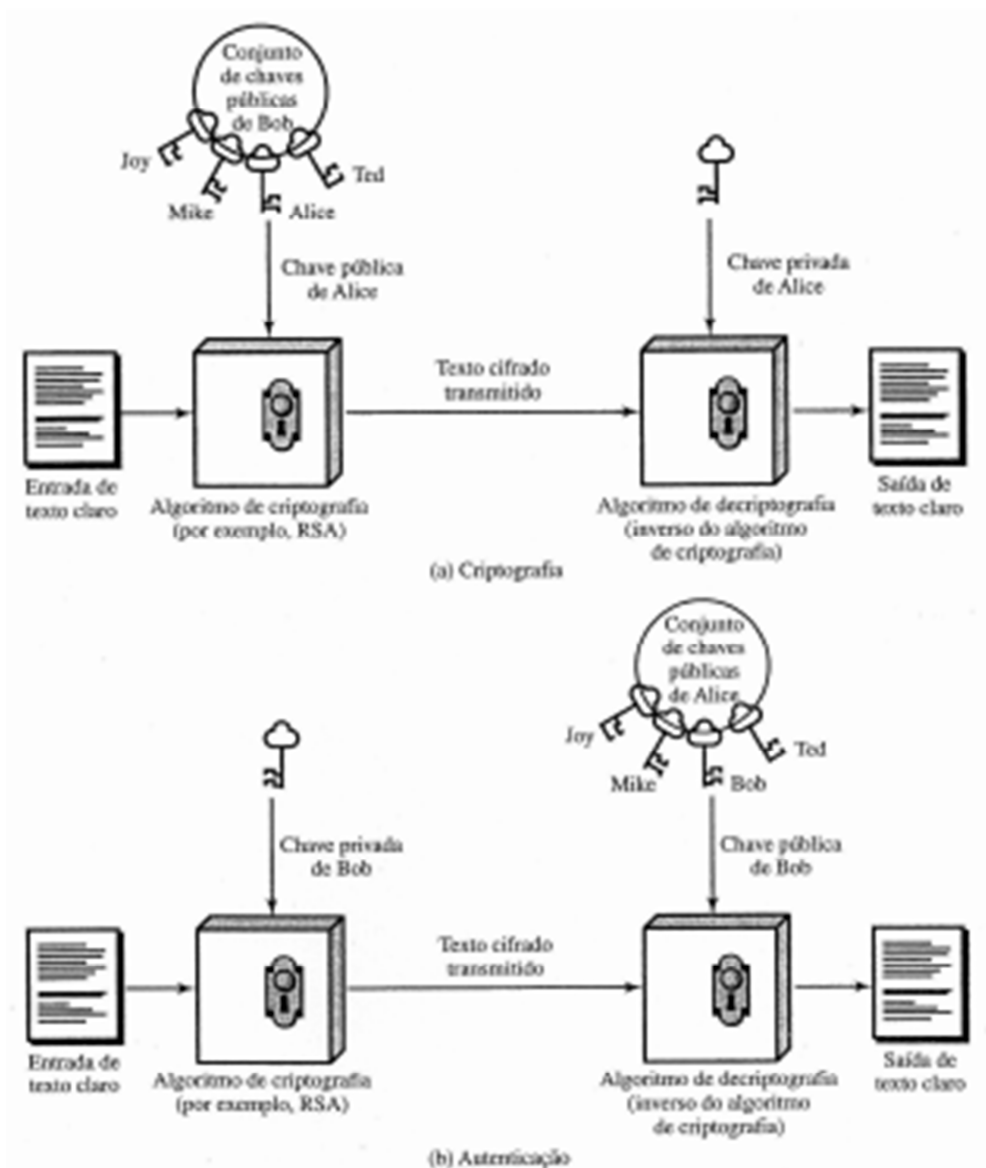 Conjunto
de chaves
públicas
de Bob
Joy
Mike
Alice
Ted
Chave pública
de Alice
Chave privada
de Alice
Texto cifrado
transmitido
Entrada de
texto claro
Algoritmo de criptografia
(por exemplo, RSA)
Algoritmo de decriptografia
(inverso do algoritmo
de criptografia)
Saída de
texto claro
(a) Criptografia
Conjunto
de chaves
públicas
de Alice
Joy
Mike
Bob
Ted
Chave privada
de Bob
Chave pública
de Bob
Texto cifrado
transmitido
Entrada de
texto claro
Algoritmo de criptografia
(por exemplo, RSA)
Algoritmo de decriptografia
(inverso do algoritmo
de criptografia)
Saída de
texto claro
(b) Autenticação